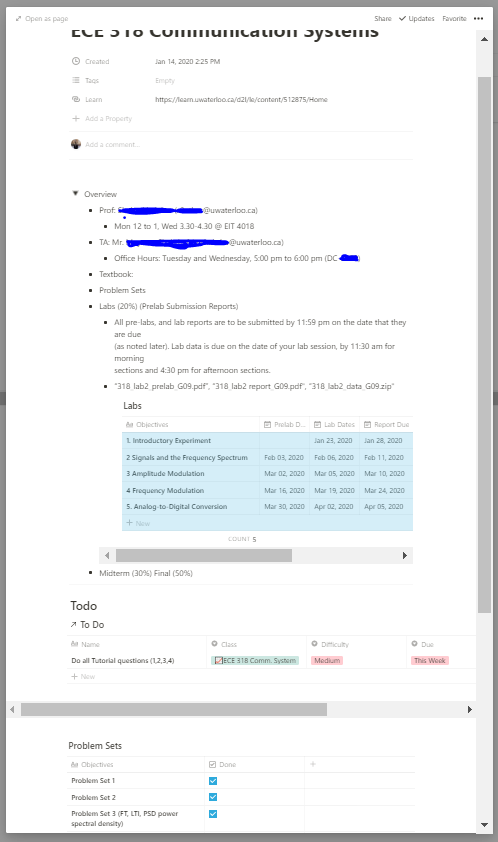 Open as page
Share Updates Favorite •••
ECE 318 Communication Systems
Created Jan 14, 2020 2:25 PM
Tags Empty
Learn https://learn.uwaterloo.ca/d2l/le/content/512875/Home
+ Add a Property
Add a comment...
Overview
Prof: @uwaterloo.ca)
Mon 12 to 1, Wed 3.30-4.30 @ EIT 4018
TA: Mr. @uwaterloo.ca)
Office Hours: Tuesday and Wednesday, 5:00 pm to 6:00 pm (DC )
Textbook:
Problem Sets
Labs (20%) (Prelab Submission Reports)
All pre-labs, and lab reports are to be submitted by 11:59 pm on the date that they
are due
(as noted later). Lab data is due on the date of your lab session, by 11:30 am for
morning
sections and 4:30 pm for afternoon sections.
"318_lab2_prelab_G09.pdf", "318_lab2 report_G09.pdf", "318_lab2_data_G09.zip"
Labs
Objectives Prelab D... Lab Dates Report Due
1. Introductory Experiment Jan 23, 2020 Jan 28, 2020
2 Signals and the Frequency Spectrum Feb 03, 2020 Feb 06, 2020 Feb 11, 2020
3 Amplitude Modulation Mar 02, 2020 Mar 05, 2020 Mar 10, 2020
4 Frequency Modulation Mar 16, 2020 Mar 19, 2020 Mar 24, 2020
5. Analog-to-Digital Conversion Mar 30, 2020 Apr 02, 2020 Apr 05, 2020
+ New
COUNT 5
Midterm (30%) Final (50%)
Todo
↗ To Do
Name Class Difficulty Due
Do all Tutorial questions (1,2,3,4) ECE 318 Comm. System Medium This Week
+ New
Problem Sets
Objectives Done +
Problem Set 1
Problem Set 2
Problem Set 3 (FT, LTI, PSD power
spectral density)